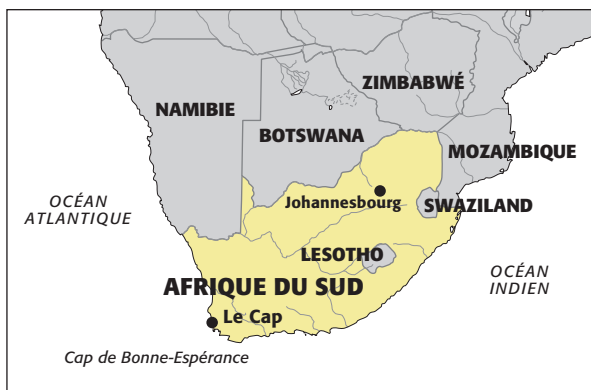 ZIMBABWÉ
NAMIBIE
BOTSWANA
MOZAMBIQUE
OCÉAN
ATLANTIQUE
Johannesbourg
SWAZILAND
LESOTHO
OCÉAN
INDIEN
AFRIQUE DU SUD
Le Cap
Cap de Bonne-Espérance